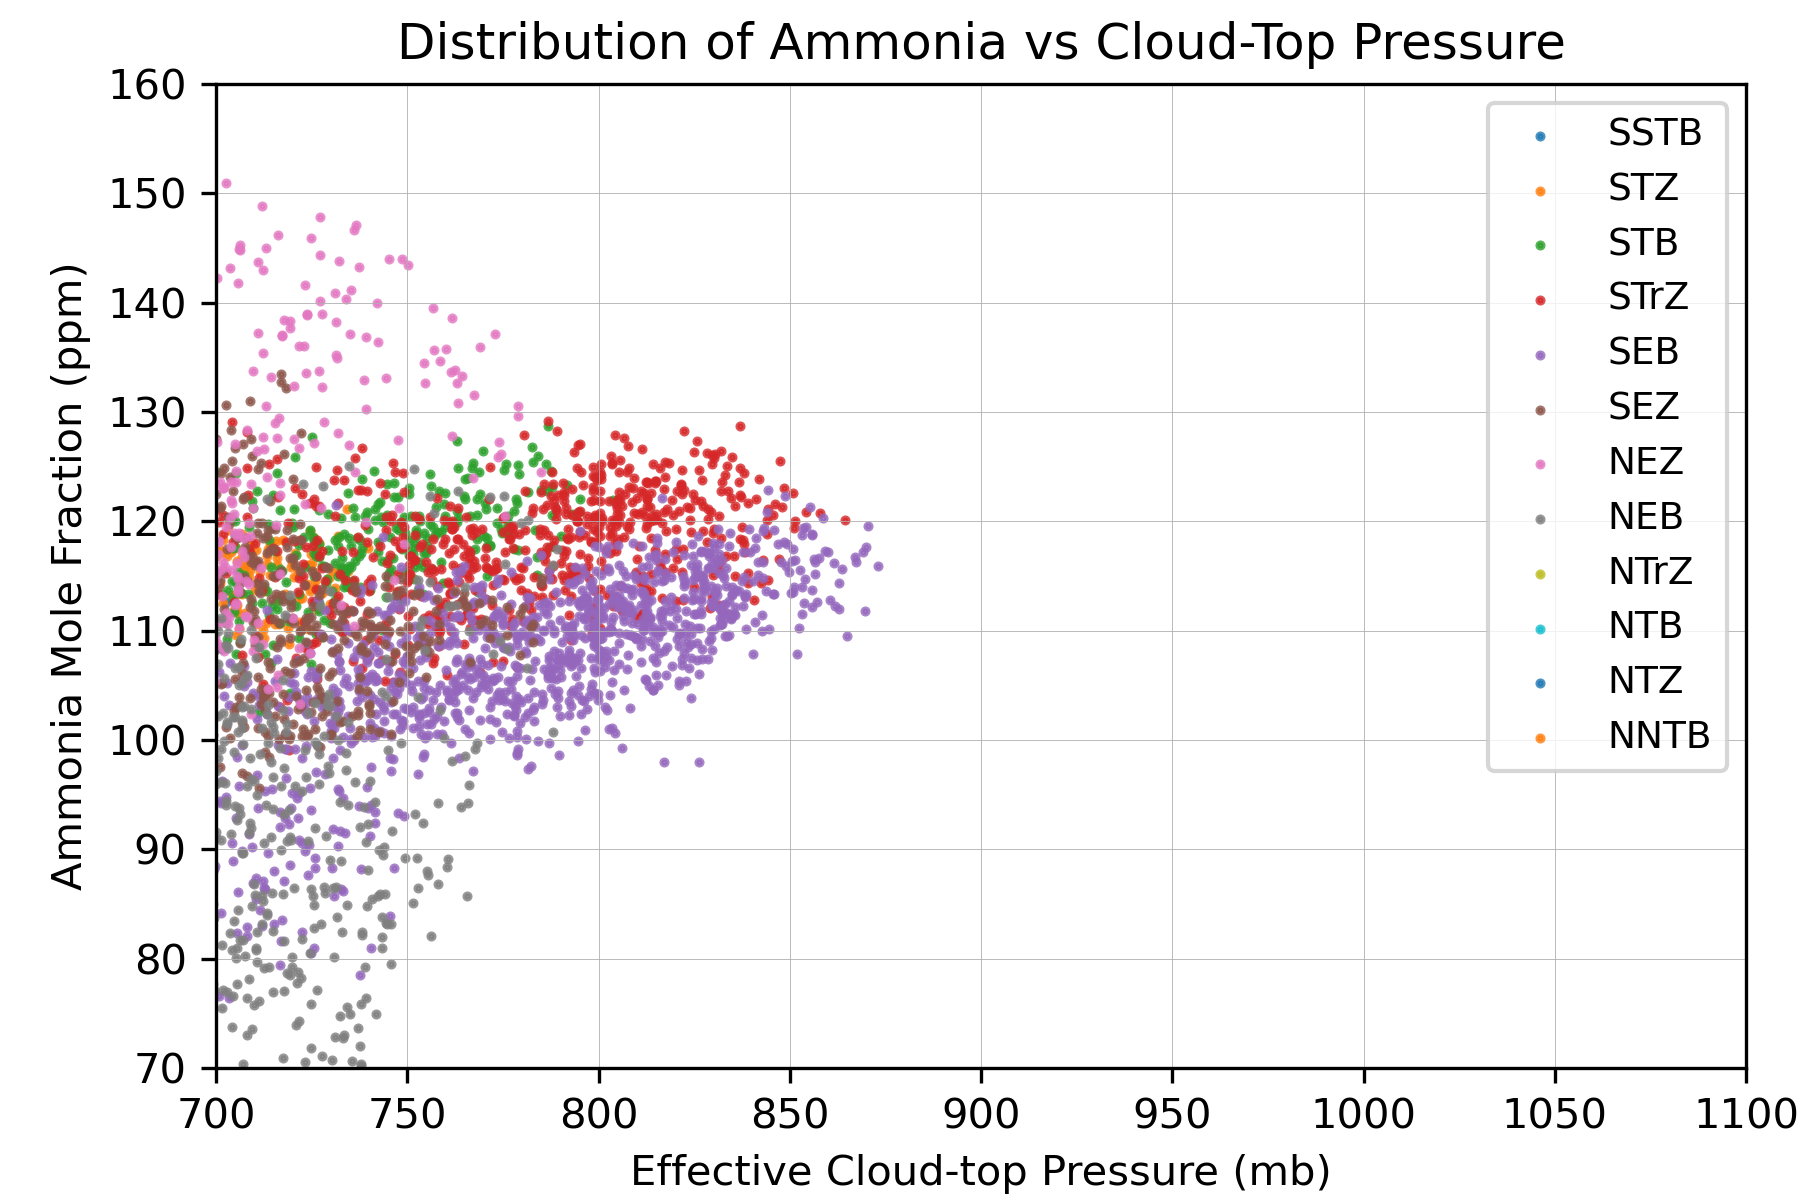 Distribution of Ammonia vs Cloud-Top Pressure
160
150
140
130
120
110
100
90
80
70
Ammonia Mole Fraction (ppm)
SSTB
STZ
STB
STrZ
SEB
SEZ
NEZ
NEB
NTrZ
NTB
NTZ
NNTB
700 750 800 850 900 950 1000 1050 1100
Effective Cloud-top Pressure (mb)